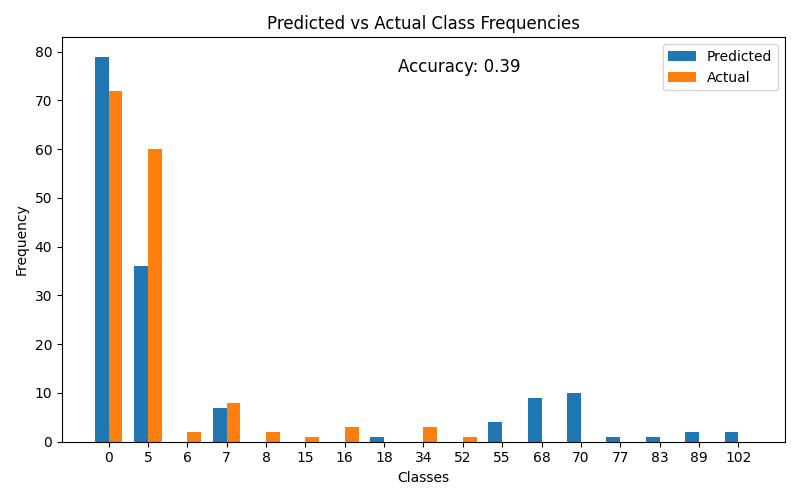 Predicted vs Actual Class Frequencies
Accuracy: 0.39
Predicted
Actual
Frequency
80
70
60
50
40
30
20
10
0
0 5 6 7 8 15 16 18 34 52 55 68 70 77 83 89 102
Classes